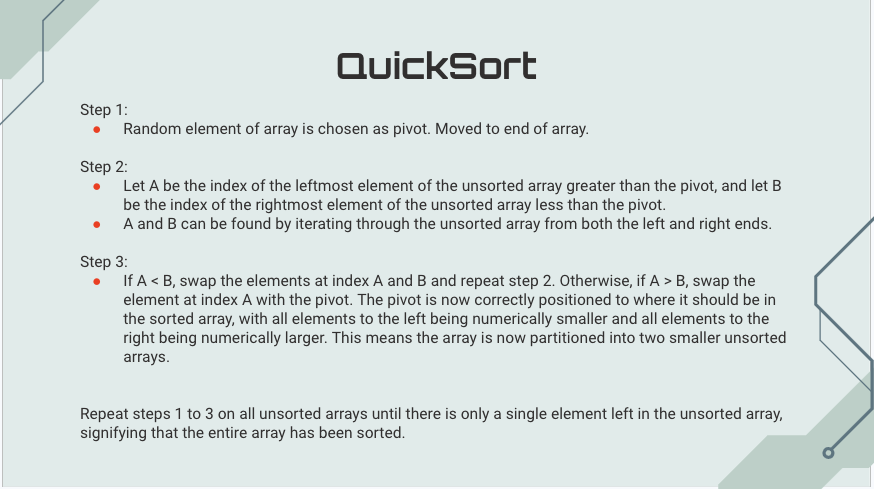 QuickSort
Step 1:
● Random element of array is chosen as pivot. Moved to end of array.
Step 2:
● Let A be the index of the leftmost element of the unsorted array greater than the pivot, and let B
be the index of the rightmost element of the unsorted array less than the pivot.
● A and B can be found by iterating through the unsorted array from both the left and right ends.
Step 3:
● If A < B, swap the elements at index A and B and repeat step 2. Otherwise, if A > B, swap the
element at index A with the pivot. The pivot is now correctly positioned to where it should be in
the sorted array, with all elements to the left being numerically smaller and all elements to the
right being numerically larger. This means the array is now partitioned into two smaller unsorted
arrays.
Repeat steps 1 to 3 on all unsorted arrays until there is only a single element left in the unsorted array,
signifying that the entire array has been sorted.